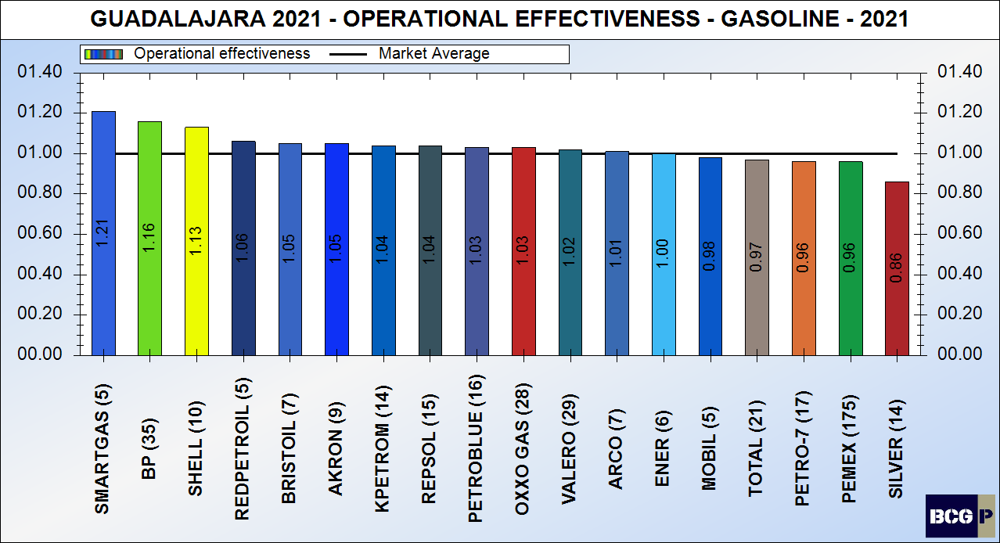 GUADALAJARA 2021 - OPERATIONAL EFFECTIVENESS - GASOLINE - 2021
Operational effectiveness Market Average
01.40 01.40
01.20 01.20
01.00 01.00
00.80 00.80
00.60 00.60
00.40 00.40
00.20 00.20
00.00 00.00
1.21
1.16
1.13
1.06
1.05
1.05
1.04
1.04
1.03
1.03
1.02
1.01
1.00
0.98
0.97
0.96
0.96
0.86
SMARTGAS (5)
BP (35)
SHELL (10)
REDPETROIL (5)
BRISTOIL (7)
AKRON (9)
KPETROM (14)
REPSOL (15)
PETROBLUE (16)
OXXO GAS (28)
VALERO (29)
ARCO (7)
ENER (6)
MOBIL (5)
TOTAL (21)
PETRO-7 (17)
PEMEX (175)
SILVER (14)
BCG P